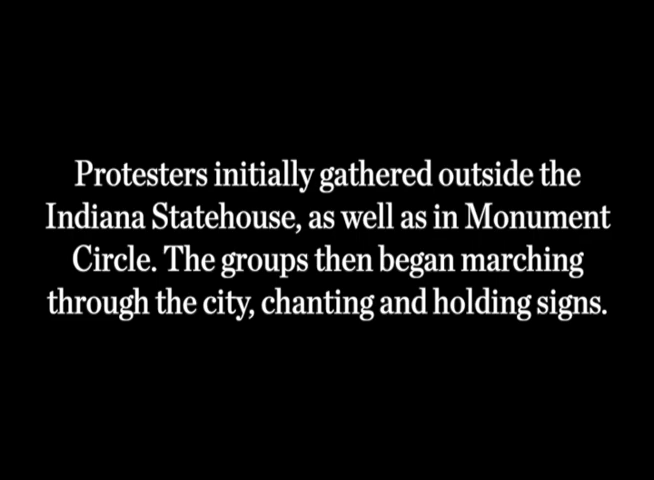 Protesters initially gathered outside the
Indiana Statehouse, as well as in Monument
Circle. The groups then began marching
through the city, chanting and holding signs.